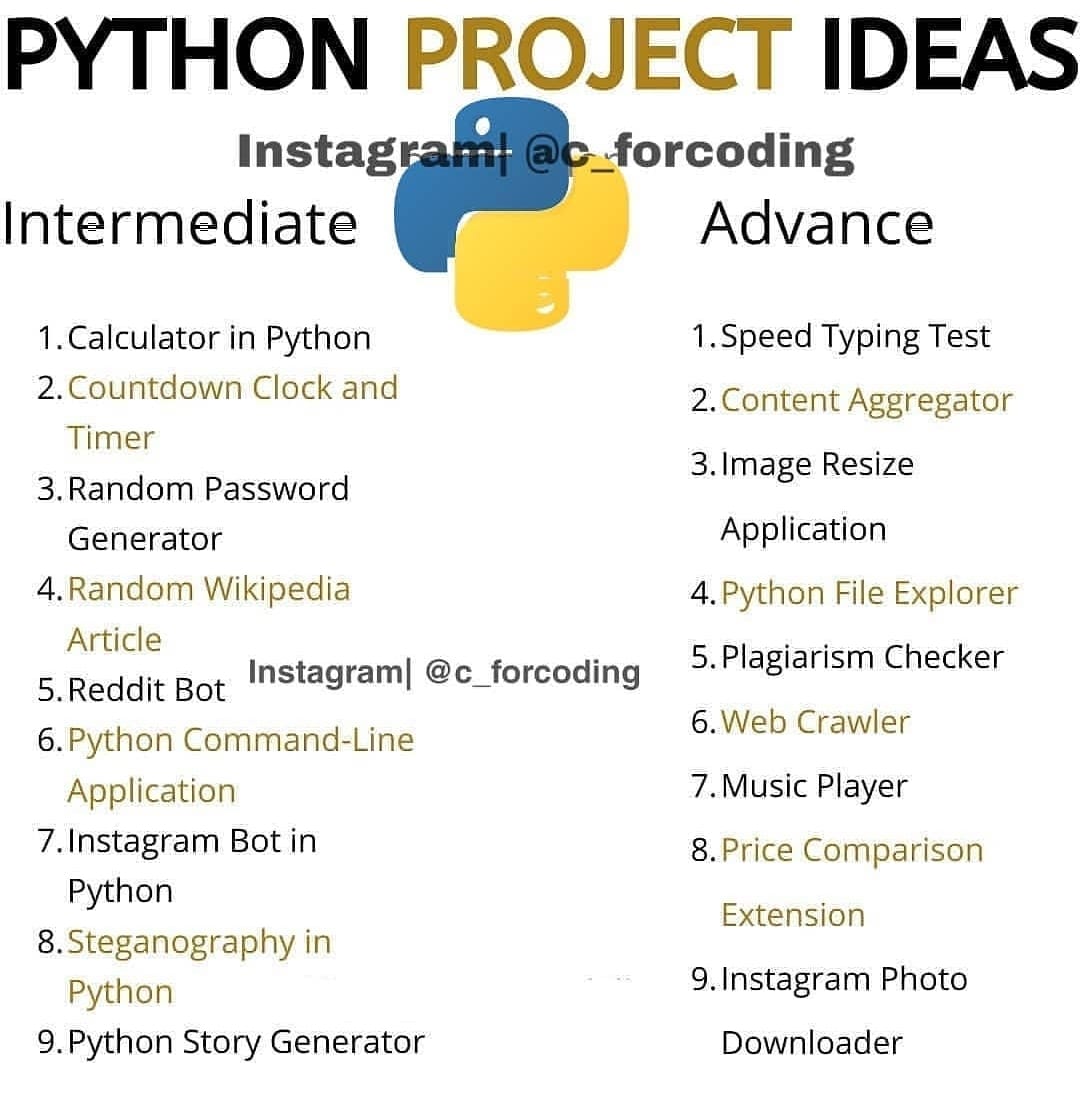 PYTHON PROJECT IDEAS
Instagram| @c_forcoding
Intermediate
1. Calculator in Python
2. Countdown Clock and
Timer
3. Random Password
Generator
4. Random Wikipedia
Article
5. Reddit Bot
6. Python Command-Line
Application
7. Instagram Bot in
Python
8. Steganography in
Python
9. Python Story Generator
Instagram| @c_forcoding
Advance
1. Speed Typing Test
2. Content Aggregator
3. Image Resize
Application
4. Python File Explorer
5. Plagiarism Checker
6. Web Crawler
7. Music Player
8. Price Comparison
Extension
9. Instagram Photo
Downloader